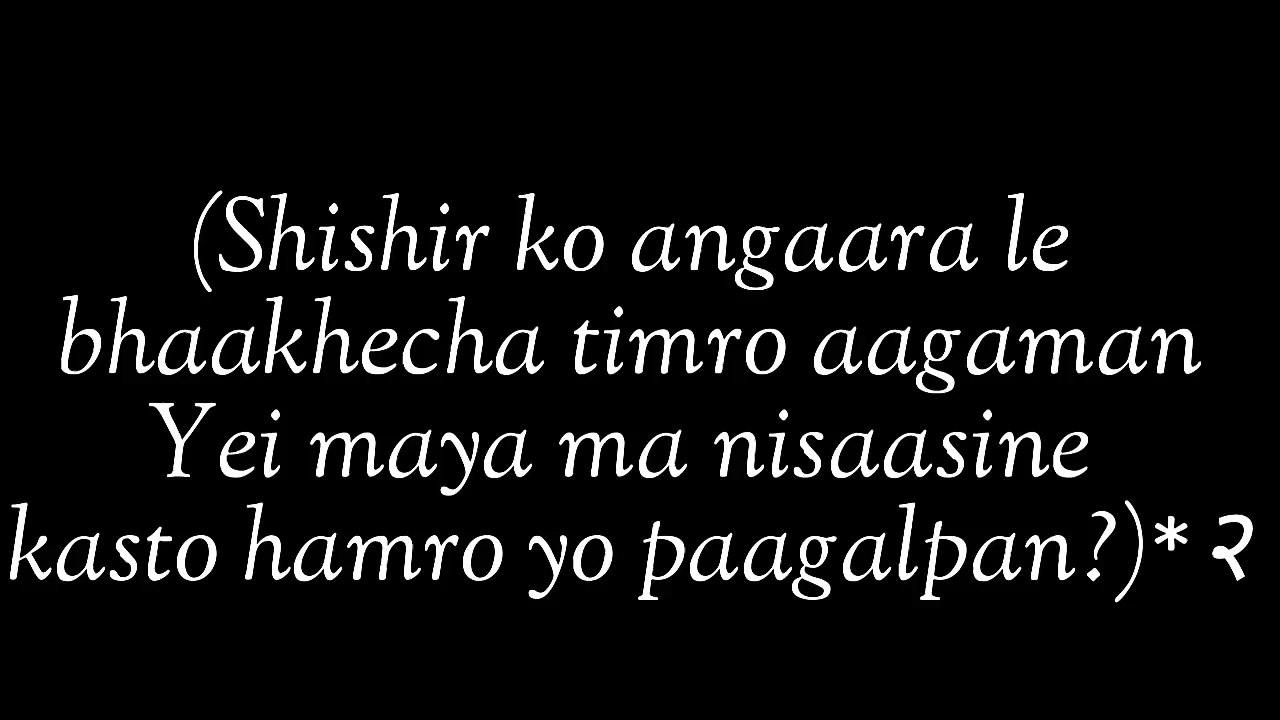 (Shishir ko angaara le
bhaakhecha timro aagaman
Yei maya ma nisaasine
kasto hamro yo paagalpan?)* २